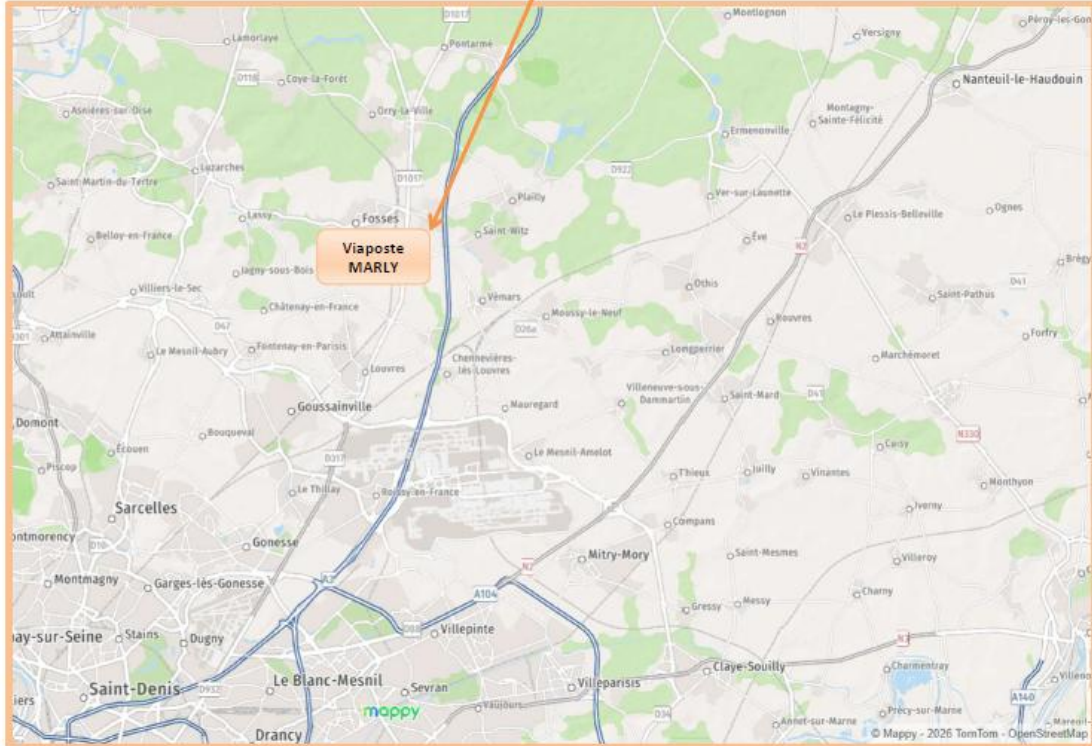 D1017
Montlognon
Versigny
Lamorlaye
Pontarmé
D118
Coye-la-Forêt
Nanteuil-le-Haudouin
Asnières-sur-Oise
Orry-la-Ville
Montagny-
Sainte-Félicité
Ermenonville
Luzarches
D922
Saint-Martin-du-Tertre
D1017
Plailly
Ver-sur-Launette
Lassy
Fosses
Le Plessis-Belleville
Ognes
Belloy-en-France
Viaposte
MARLY
Saint-Witz
Ève
N2
Jagny-sous-Bois
Othis
D41
Villiers-le-Sec
Vémars
Saint-Pathus
Châtenay-en-France
Moussy-le-Neuf
Rouvres
D47
D26a
Attainville
Forfry
Le Mesnil-Aubry
Fontenay-en-Parisis
Longperrier
Marchémoret
Louvres
Chennevières-
lès-Louvres
Villeneuve-sous-
Dammartin
Saint-Mard
D41
Goussainville
Mauregard
Domont
Bouqueval
N330
Écouen
D317
Le Mesnil-Amelot
Cuisy
Piscop
Thieux
Juilly
Vinantes
Monthyon
Le Thillay
Roissy-en-France
Sarcelles
Iverny
Compans
D10
Gonesse
Mitry-Mory
Saint-Mesmes
Villeroy
N2
Montmagny
Garges-lès-Gonesse
A104
Charny
Gressy
Messy
Stains
Dugny
D88
Villepinte
N3
Claye-Souilly
Charmentray
Saint-Denis
D932
Le Blanc-Mesnil
Sevran
Villeparisis
A140
mappy
Vaujours
D34
Précy-sur-Marne
Drancy
Annet-sur-Marne
© Mappy - 2026 TomTom - OpenStreetMap